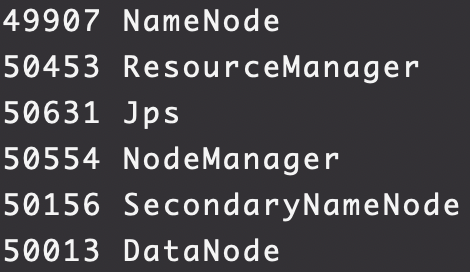 49907 NameNode
50453 ResourceManager
50631 Jps
50554 NodeManager
50156 SecondaryNameNode
50013 DataNode